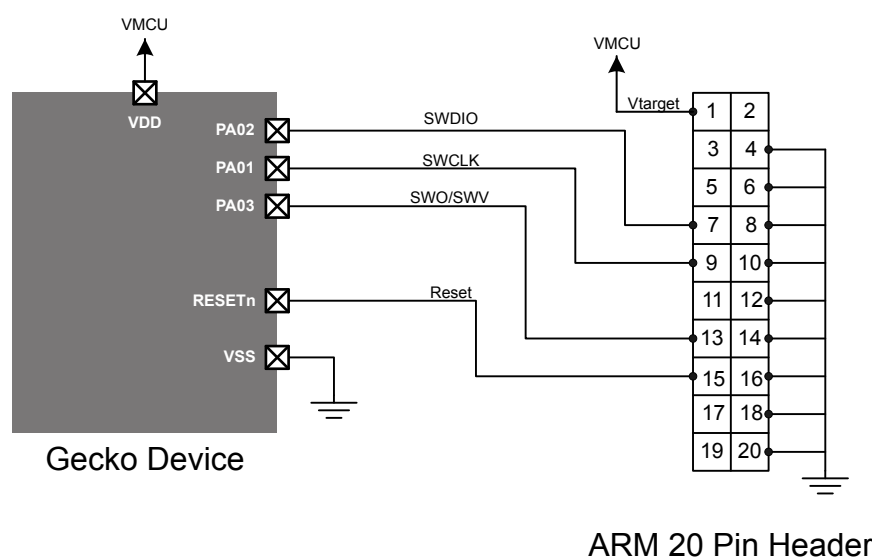 VMCU
VMCU
Vtarget
VDD
PA02
SWDIO
PA01
SWCLK
PA03
SWO/SWV
RESETn
Reset
VSS
1 2
3 4
5 6
7 8
9 10
11 12
13 14
15 16
17 18
19 20
Gecko Device
ARM 20 Pin Header